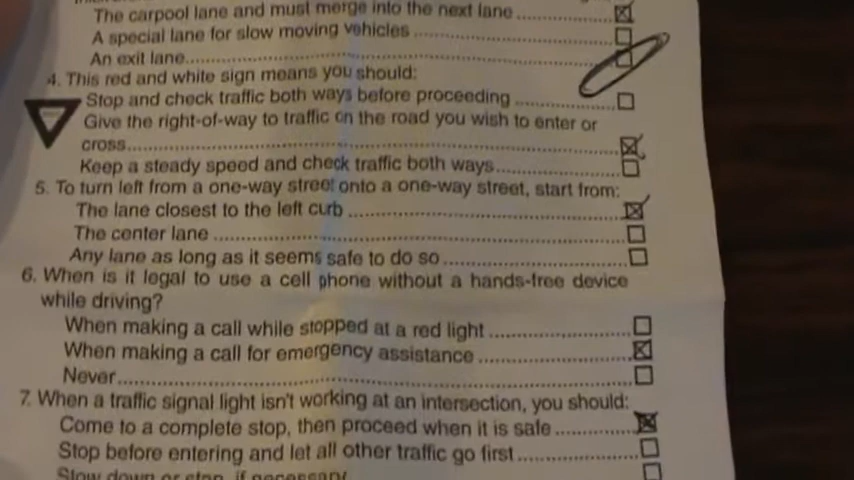 The carpool lane and must merge into the next lane
A special lane for slow moving vehicles
An exit lane
4. This red and white sign means you should:
Stop and check traffic both ways before proceeding
Give the right-of-way to traffic on the road you wish to enter or
cross
Keep a steady speed and check traffic both ways
5. To turn left from a one-way street onto a one-way street, start from:
The lane closest to the left curb
The center lane
Any lane as long as it seems safe to do so
6. When is it legal to use a cell phone without a hands-free device
while driving?
When making a call while stopped at a red light
When making a call for emergency assistance
Never
7. When a traffic signal light isn't working at an intersection, you should:
Come to a complete stop, then proceed when it is safe
Stop before entering and let all other traffic go first
Slow down or stop, if necessary